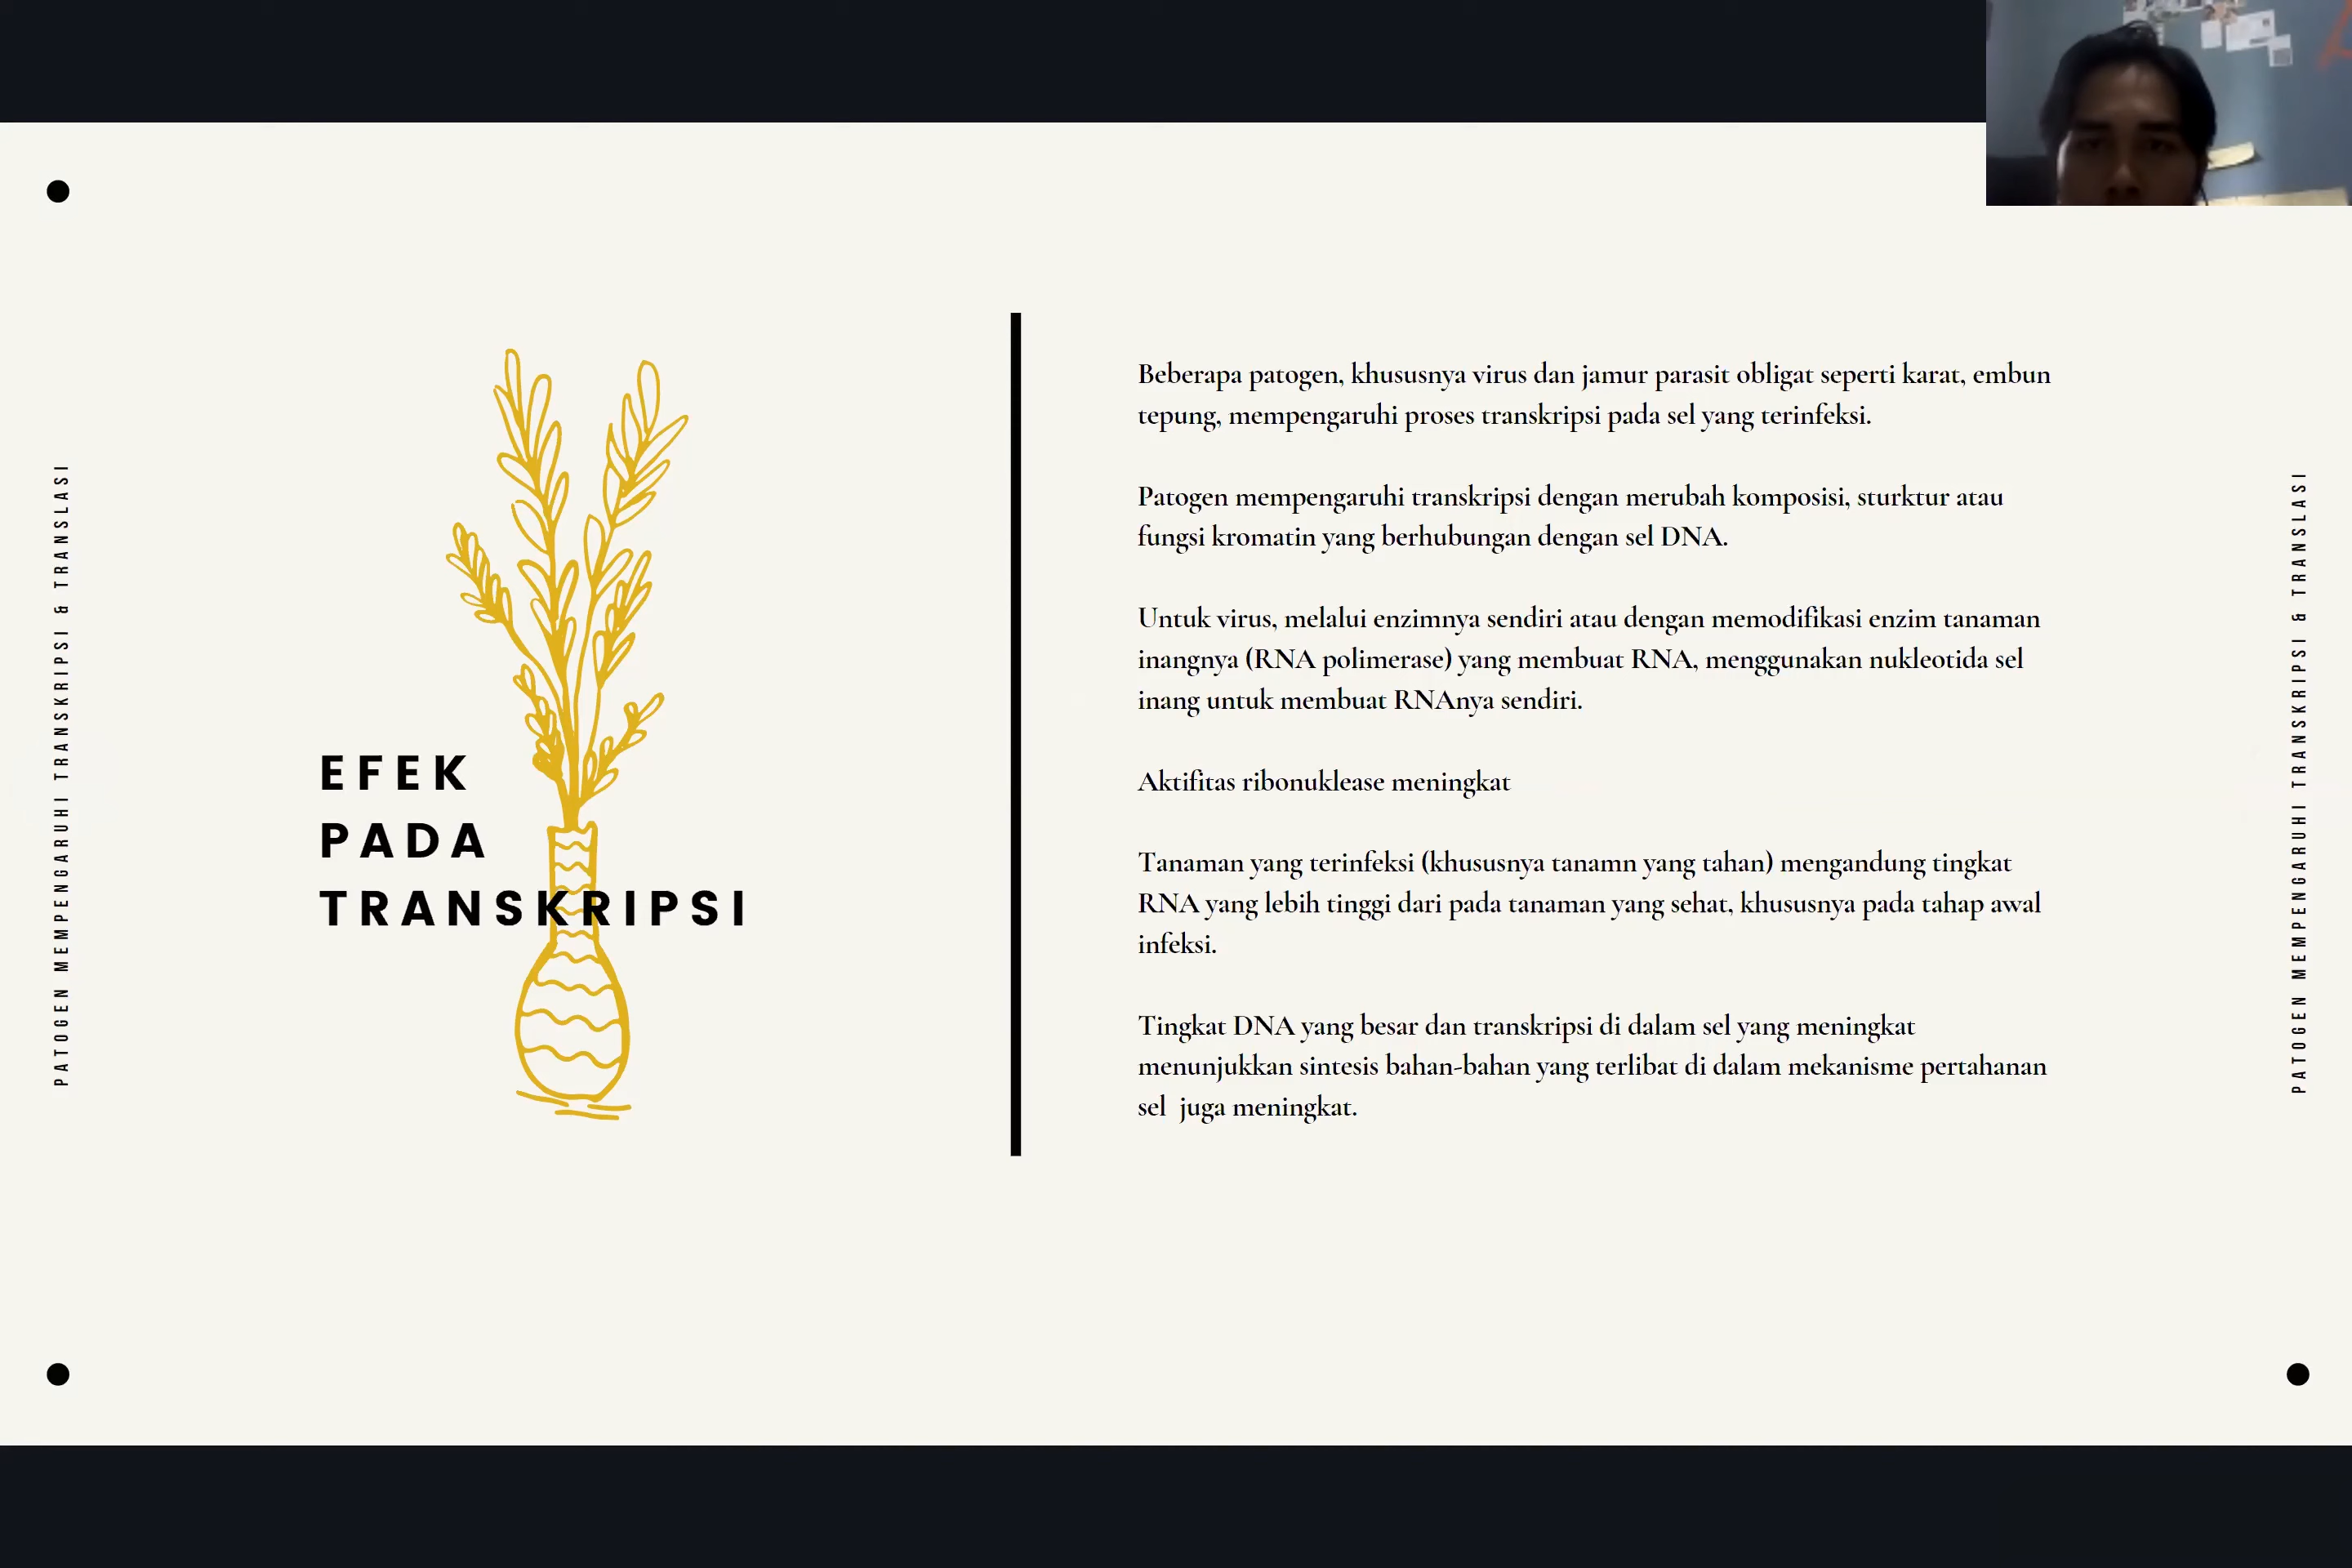 PATOGEN MEMPENGARUHI TRANSKRIPSI & TRANSLASI
EFEK
PADA
TRANSKRIPSI
Beberapa patogen, khususnya virus dan jamur parasit obligat seperti karat, embun
tepung, mempengaruhi proses transkripsi pada sel yang terinfeksi.
Patogen mempengaruhi transkripsi dengan merubah komposisi, sturktur atau
fungsi kromatin yang berhubungan dengan sel DNA.
Untuk virus, melalui enzimnya sendiri atau dengan memodifikasi enzim tanaman
inangnya (RNA polimerase) yang membuat RNA, menggunakan nukleotida sel
inang untuk membuat RNAnya sendiri.
Aktifitas ribonuklease meningkat
Tanaman yang terinfeksi (khususnya tanamn yang tahan) mengandung tingkat
RNA yang lebih tinggi dari pada tanaman yang sehat, khususnya pada tahap awal
infeksi.
Tingkat DNA yang besar dan transkripsi di dalam sel yang meningkat
menunjukkan sintesis bahan-bahan yang terlibat di dalam mekanisme pertahanan
sel  juga meningkat.
PATOGEN MEMPENGARUHI TRANSKRIPSI & TRANSLASI